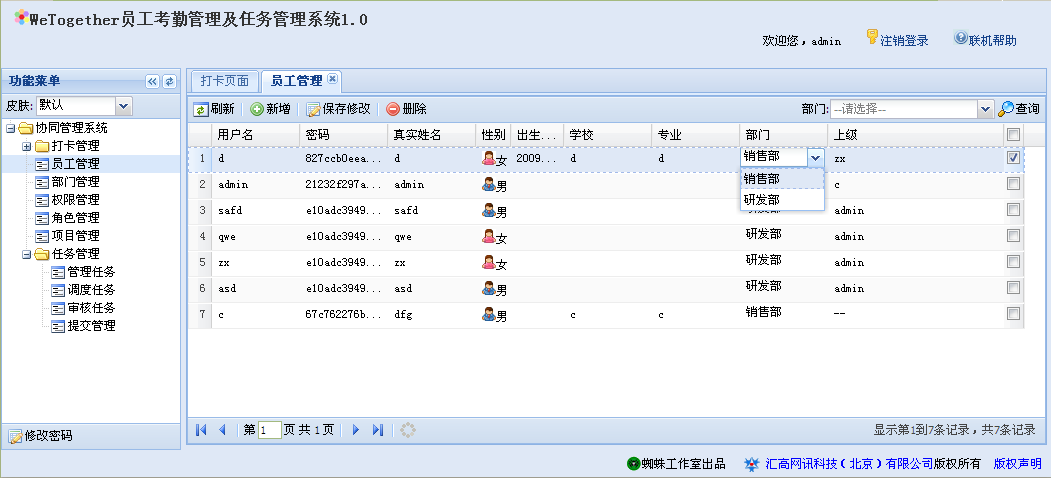 WeTogether员工考勤管理及任务管理系统1.0
欢迎您，admin 注销登录 联机帮助
功能菜单
皮肤: 默认
协同管理系统
打卡管理
员工管理
部门管理
权限管理
角色管理
项目管理
任务管理
管理任务
调度任务
审核任务
提交管理
修改密码
打卡页面 员工管理
刷新 新增 保存修改 删除 部门: --请选择-- 查询
用户名 密码 真实姓名 性别 出生... 学校 专业 部门 上级
1 d 827ccb0eea... d 女 2009... d d 销售部 zx
销售部
研发部
2 admin 21232f297a... admin 男 c
3 safd e10adc3949... safd 男 研发部 admin
4 qwe e10adc3949... qwe 女 研发部 admin
5 zx e10adc3949... zx 女 研发部 admin
6 asd e10adc3949... asd 男 研发部 admin
7 c 67c762276b... dfg 男 c c 销售部 --
第 1 页 共 1 页 显示第1到7条记录，共7条记录
蜘蛛工作室出品 汇高网讯科技（北京）有限公司版权所有 版权声明